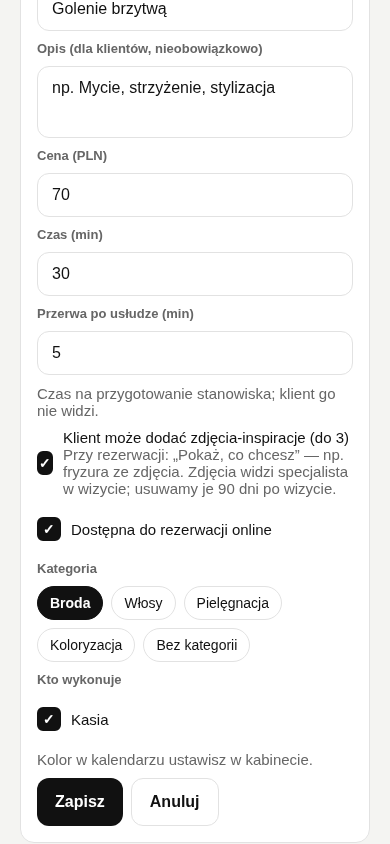 Golenie brzytwą
Opis (dla klientów, nieobowiązkowo)
np. Mycie, strzyżenie, stylizacja
Cena (PLN)
70
Czas (min)
30
Przerwa po usłudze (min)
5
Czas na przygotowanie stanowiska; klient go
nie widzi.
Klient może dodać zdjęcia-inspiracje (do 3)
Przy rezerwacji: „Pokaż, co chcesz” — np.
fryzura ze zdjęcia. Zdjęcia widzi specjalista
w wizycie; usuwamy je 90 dni po wizycie.
Dostępna do rezerwacji online
Kategoria
Broda Włosy Pielęgnacja
Koloryzacja Bez kategorii
Kto wykonuje
Kasia
Kolor w kalendarzu ustawisz w kabinecie.
Zapisz Anuluj